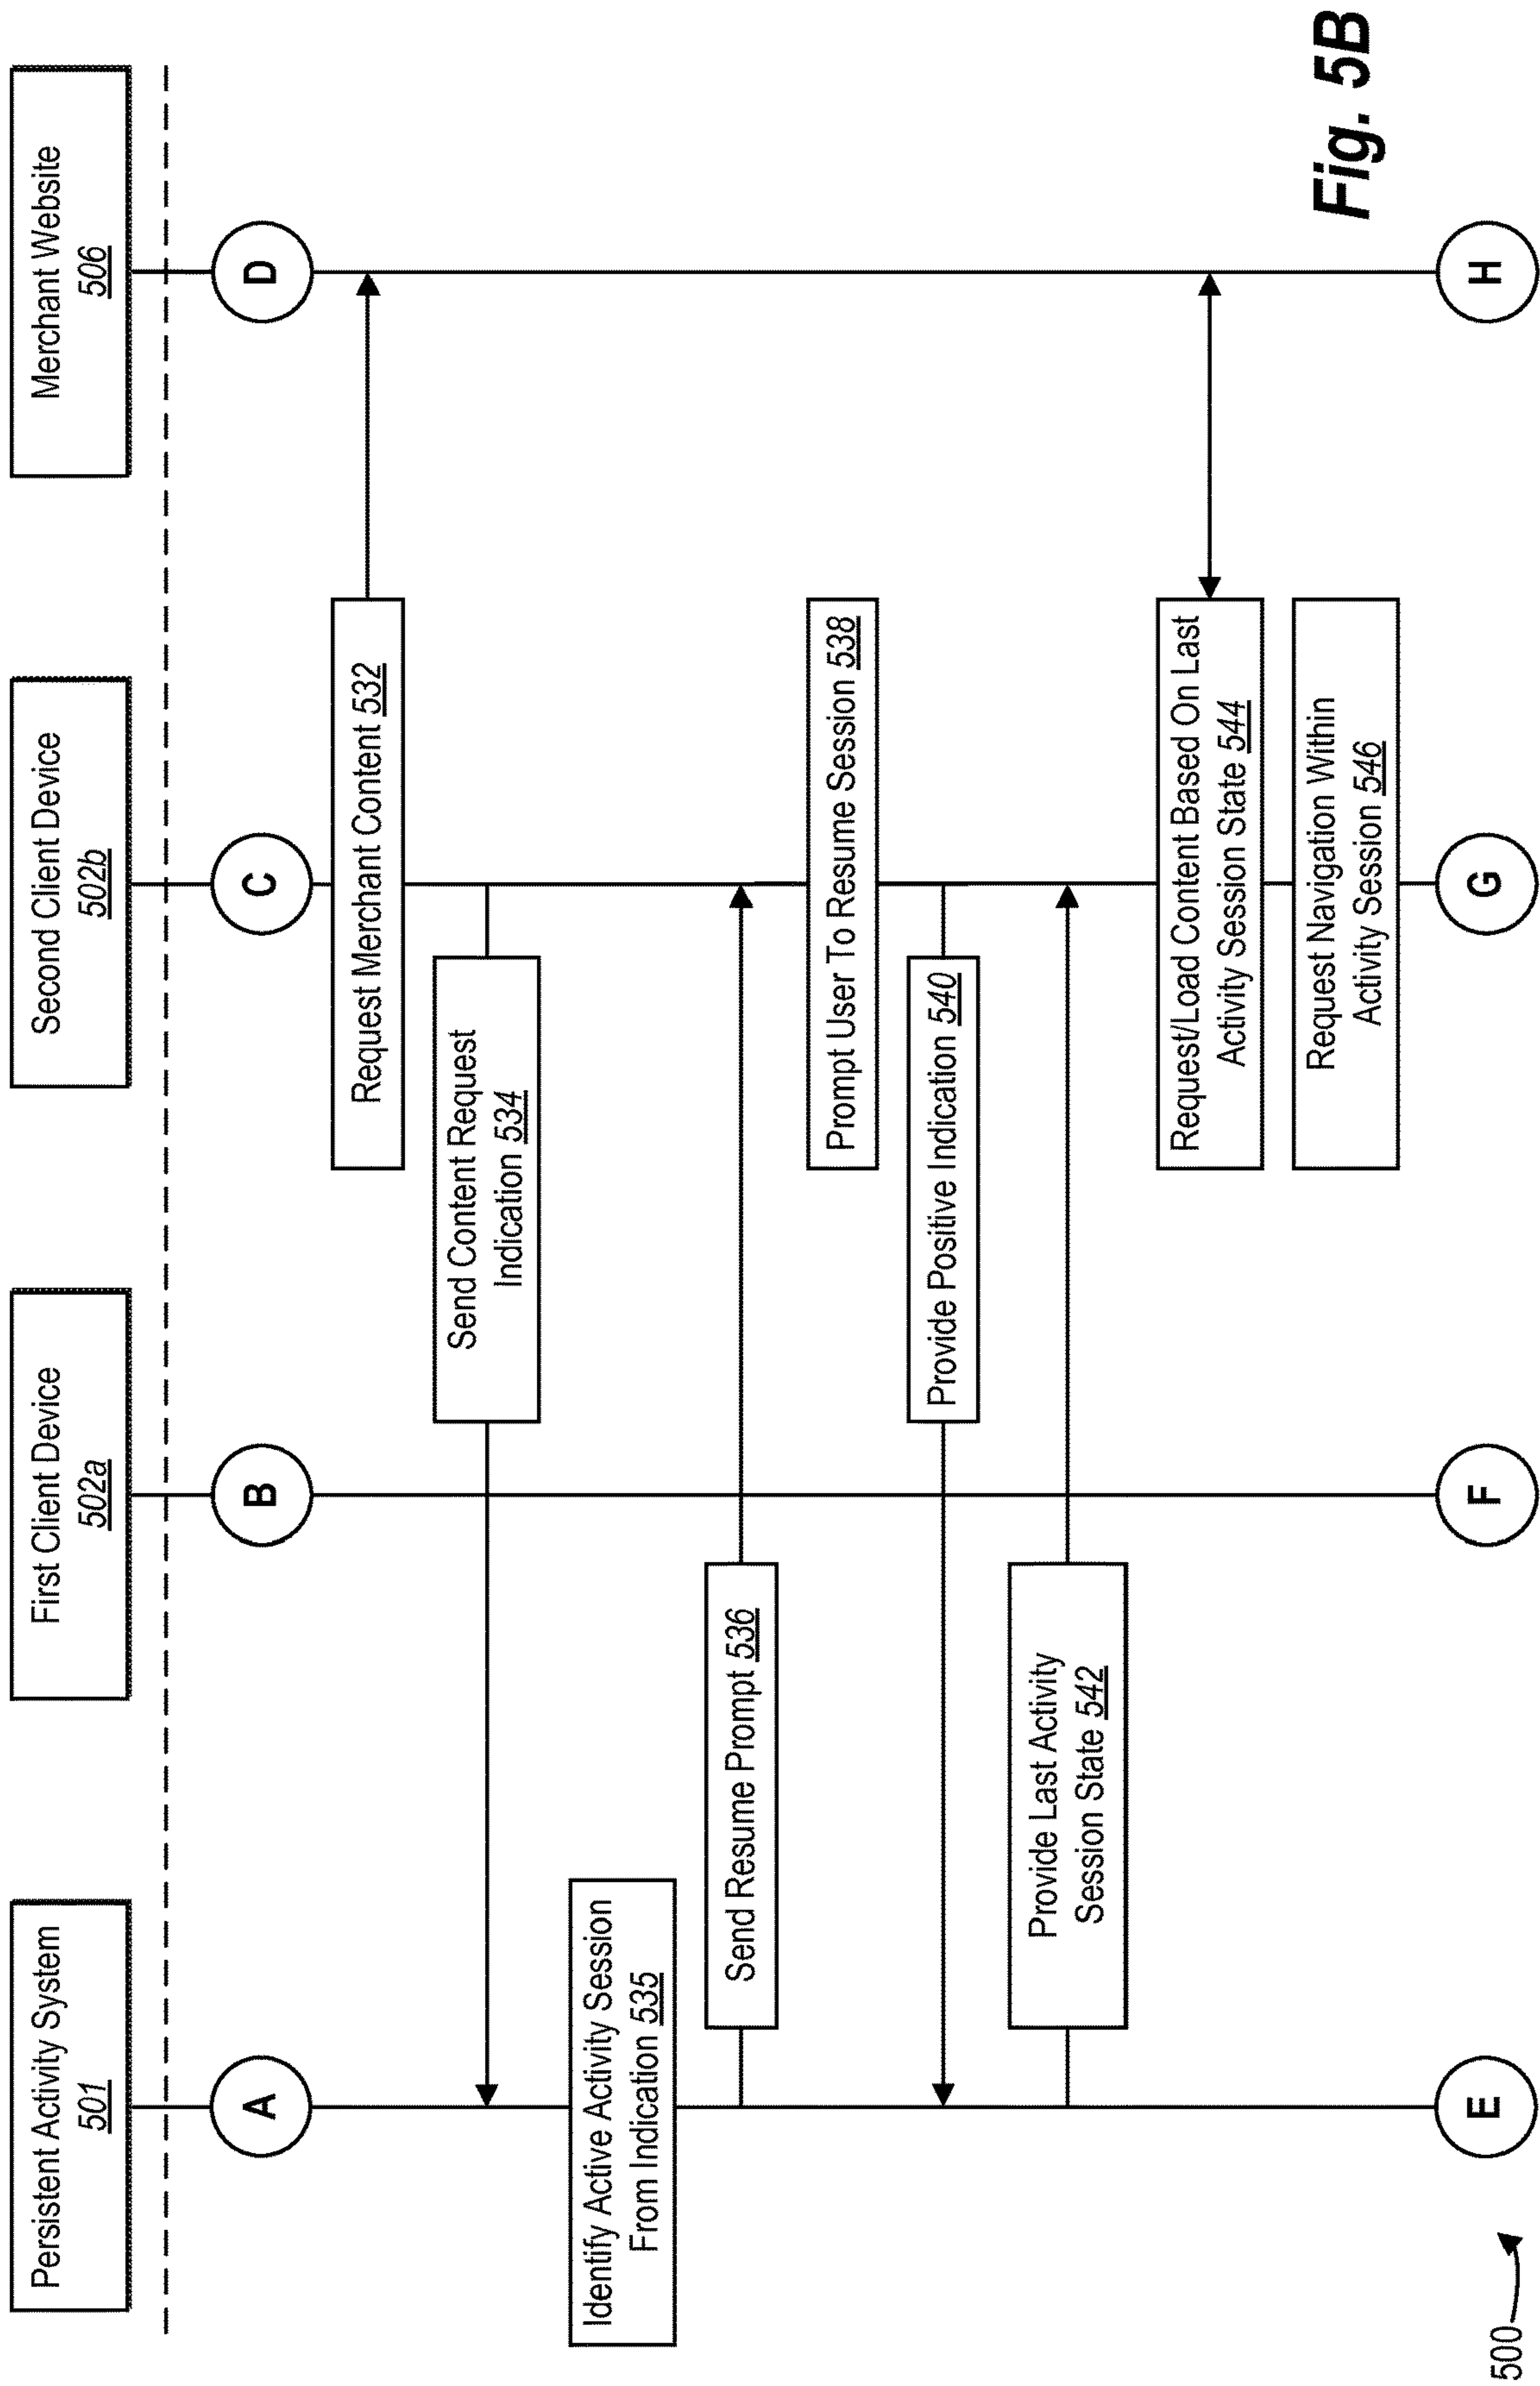 Persistent Activity System
501
First Client Device
502a
Second Client Device
502b
Merchant Website
506
A
B
C
D
Request Merchant Content 532
Send Content Request
Indication 534
Identify Active Activity Session
From Indication 535
Send Resume Prompt 536
Prompt User To Resume Session 538
Provide Positive Indication 540
Provide Last Activity
Session State 542
Request/Load Content Based On Last
Activity Session State 544
Request Navigation Within
Activity Session 546
E
F
G
H
500
Fig. 5B